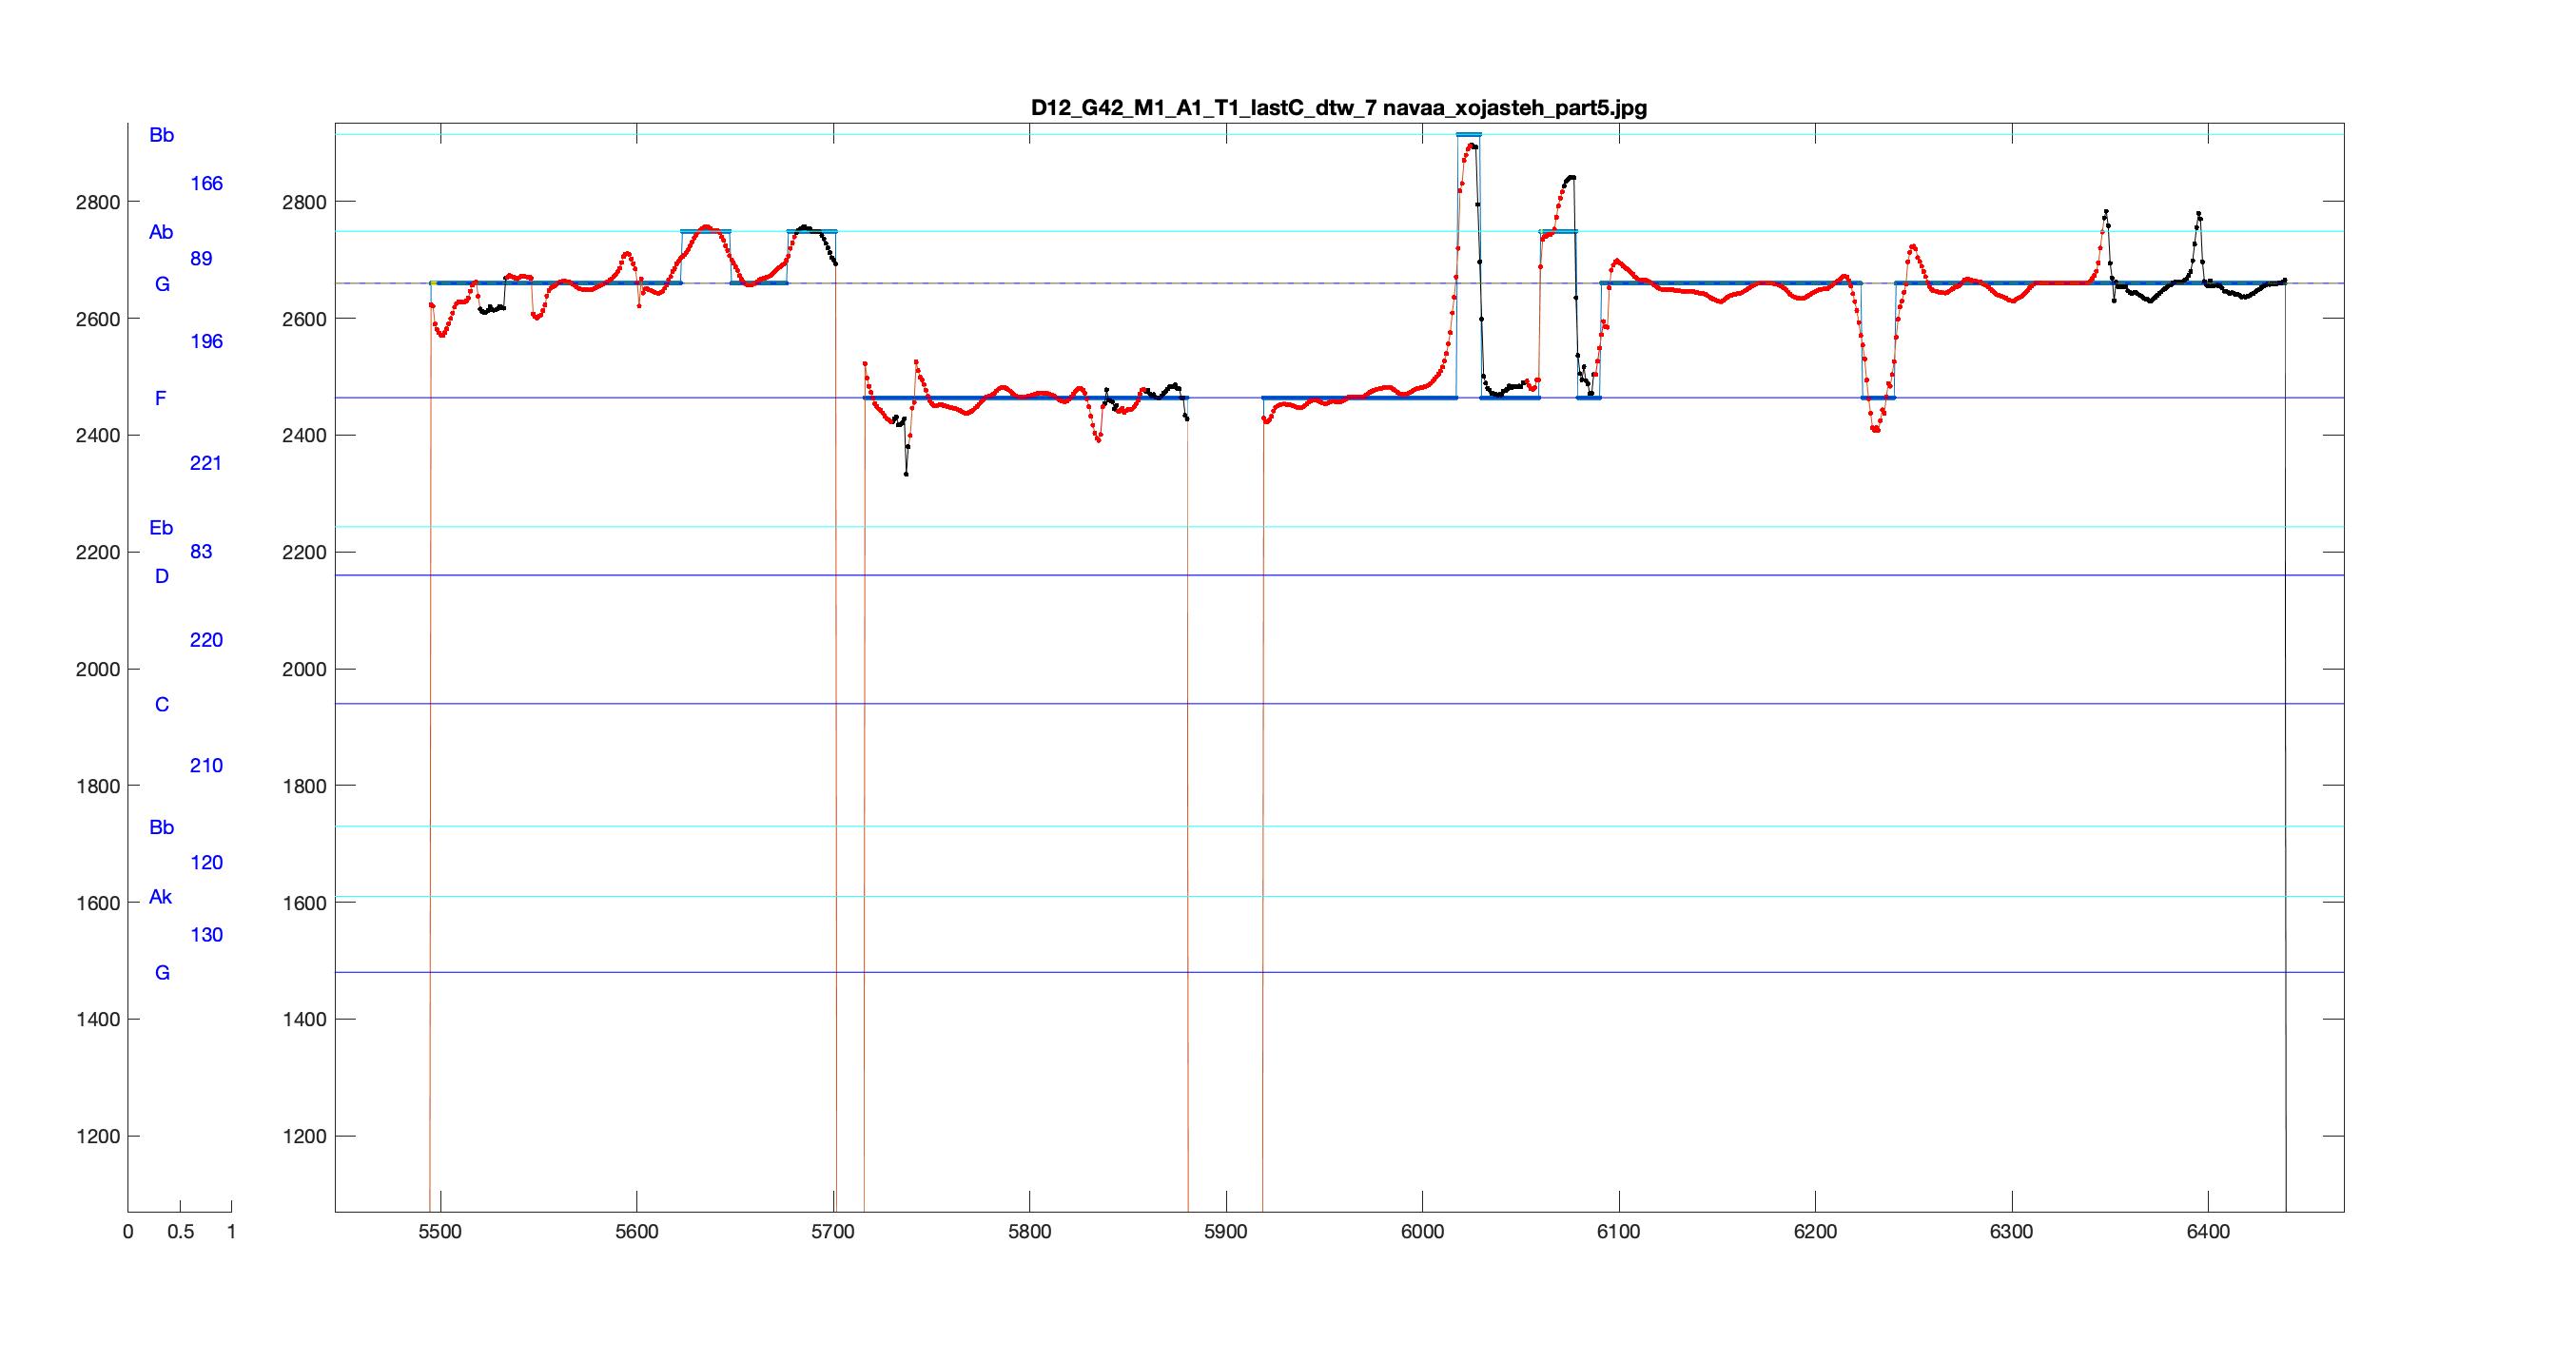 D12_G42_M1_A1_T1_lastC_dtw_7 navaa_xojasteh_part5.jpg
Bb
166
2800 2800
Ab
89
G
2600 2600
196
F
2400 2400
221
Eb
2200 83 2200
D
220
2000 2000
C
210
1800 1800
Bb
120
1600 Ak 1600
130
G
1400 1400
1200 1200
0 0.5 1 5500 5600 5700 5800 5900 6000 6100 6200 6300 6400